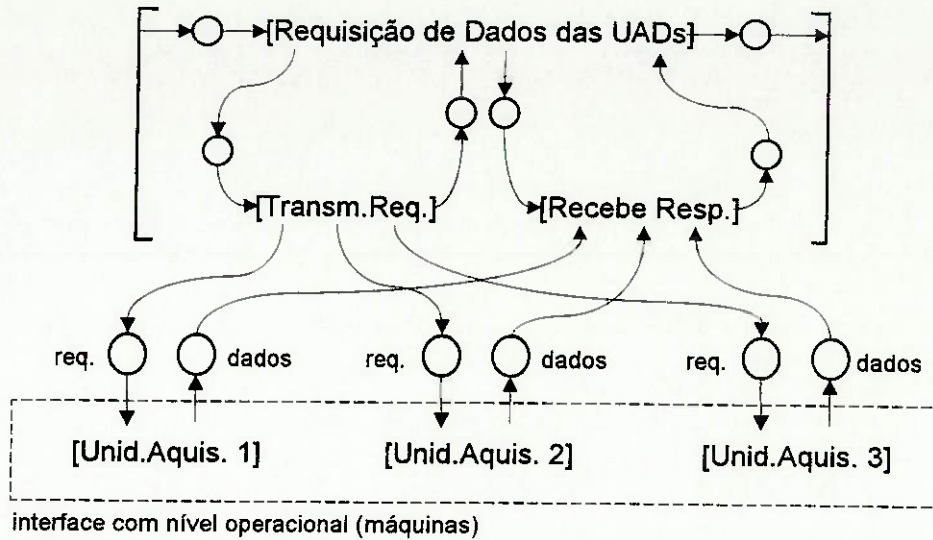 [Requisição de Dados das UADs]
[Transm.Req.] [Recebe Resp.]
req. dados req. dados req. dados
[Unid.Aquis. 1] [Unid.Aquis. 2] [Unid.Aquis. 3]
interface com nível operacional (máquinas)